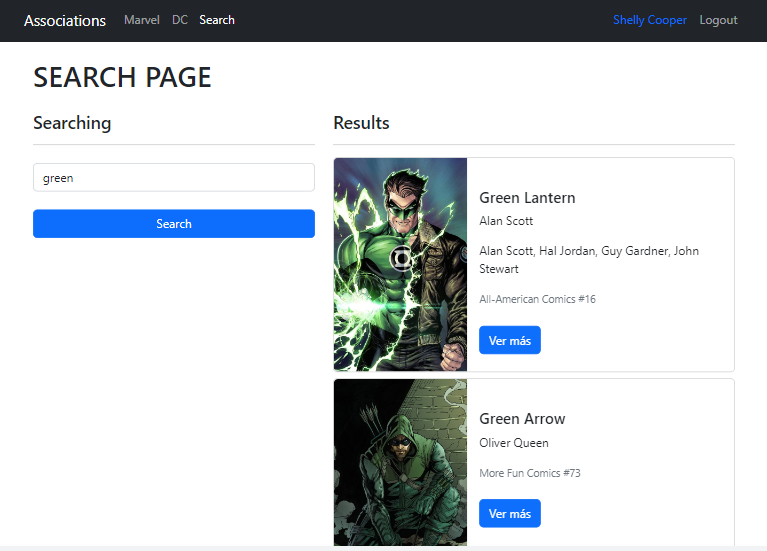 Associations Marvel DC Search Shelly Cooper Logout
SEARCH PAGE
Searching
green
Search
Results
Green Lantern
Alan Scott
Alan Scott, Hal Jordan, Guy Gardner, John
Stewart
All-American Comics #16
Ver más
Green Arrow
Oliver Queen
More Fun Comics #73
Ver más